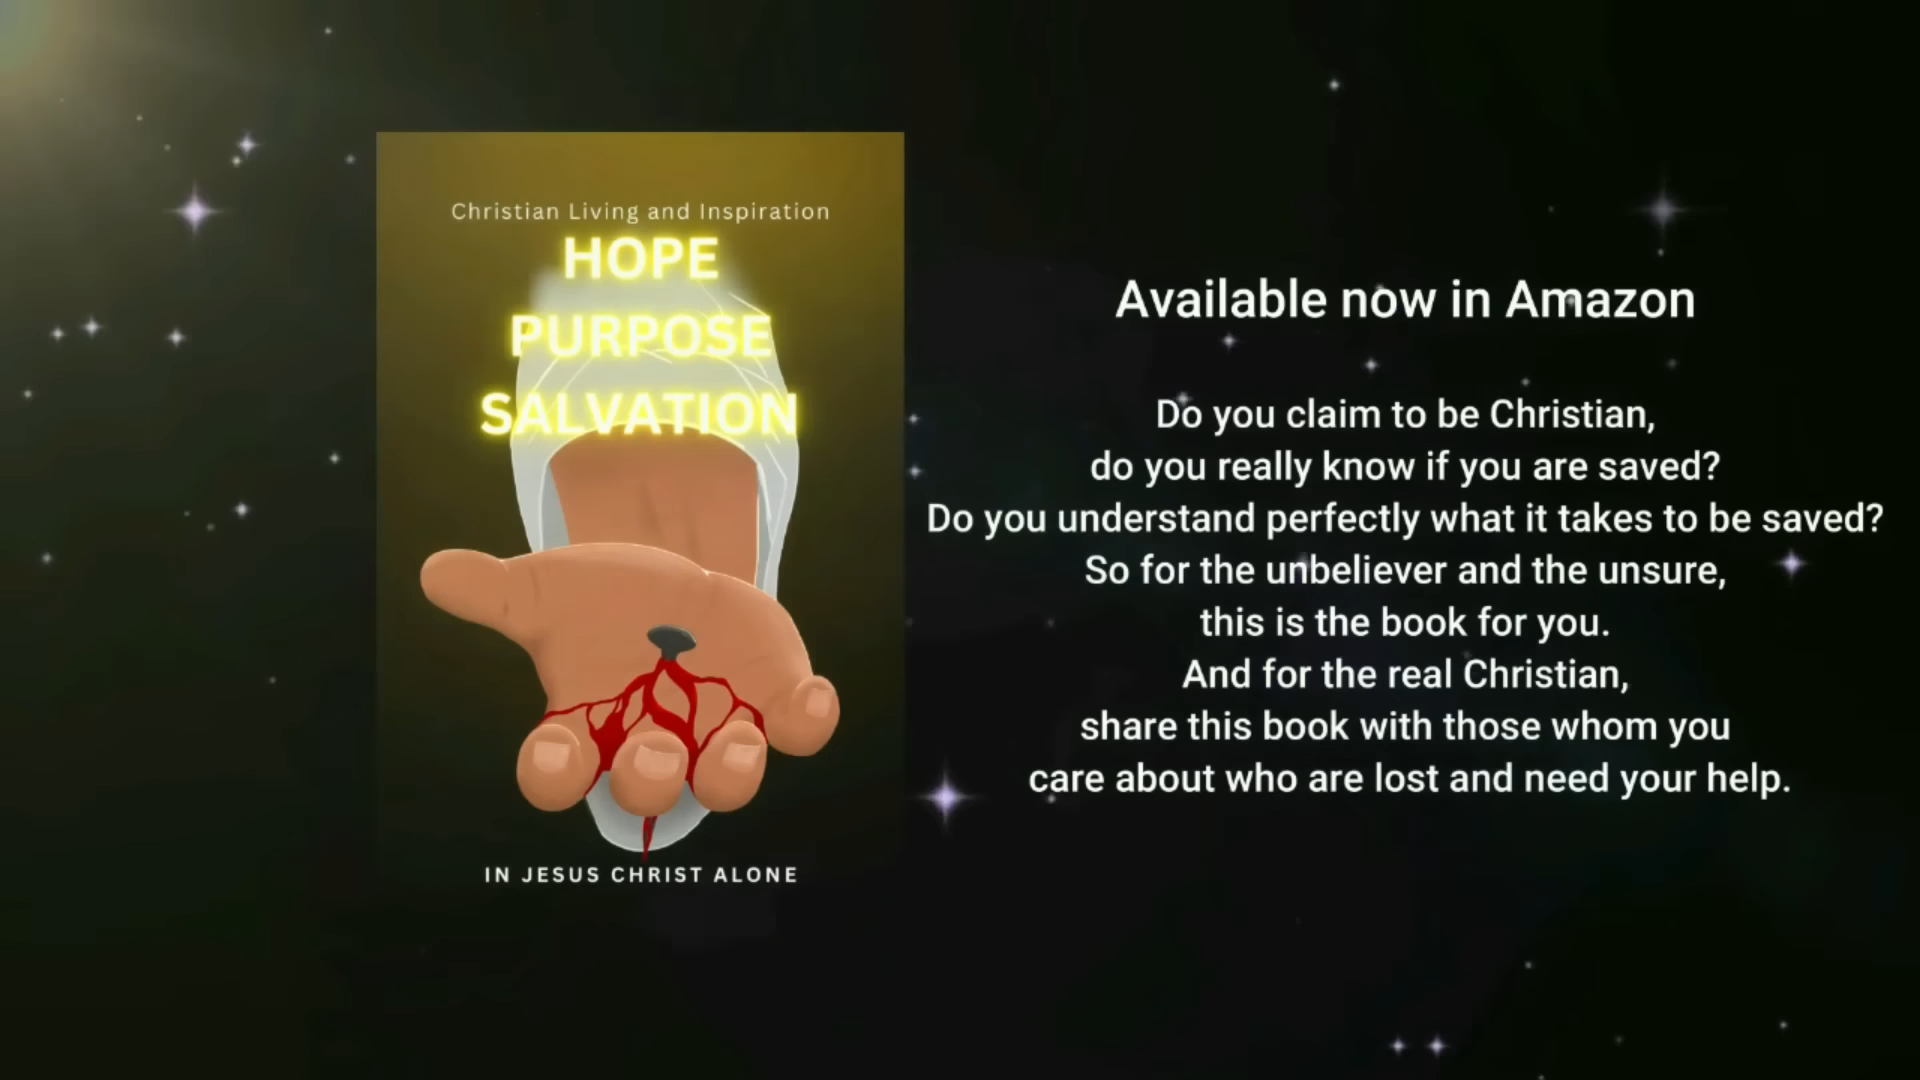 Christian Living and Inspiration
HOPE
PURPOSE
SALVATION
IN JESUS CHRIST ALONE
Available now in Amazon
Do you claim to be Christian,
do you really know if you are saved?
Do you understand perfectly what it takes to be saved?
So for the unbeliever and the unsure,
this is the book for you.
And for the real Christian,
share this book with those whom you
care about who are lost and need your help.